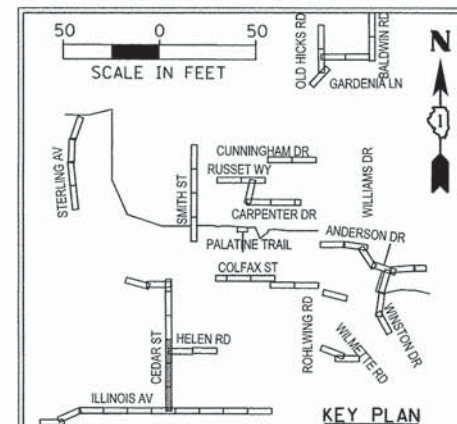 50 0 50
SCALE IN FEET
OLD HICKS RD
BALDWIN RD
GARDENIA LN
N
1
STERLING AV
SMITH ST
CUNNINGHAM DR
RUSSET WY
CARPENTER DR
WILLIAMS DR
PALATINE TRAIL
ANDERSON DR
COLFAX ST
CEDAR ST
HELEN RD
ROHLWING RD
WILMETTE RD
WINSTON DR
ILLINOIS AV
KEY PLAN